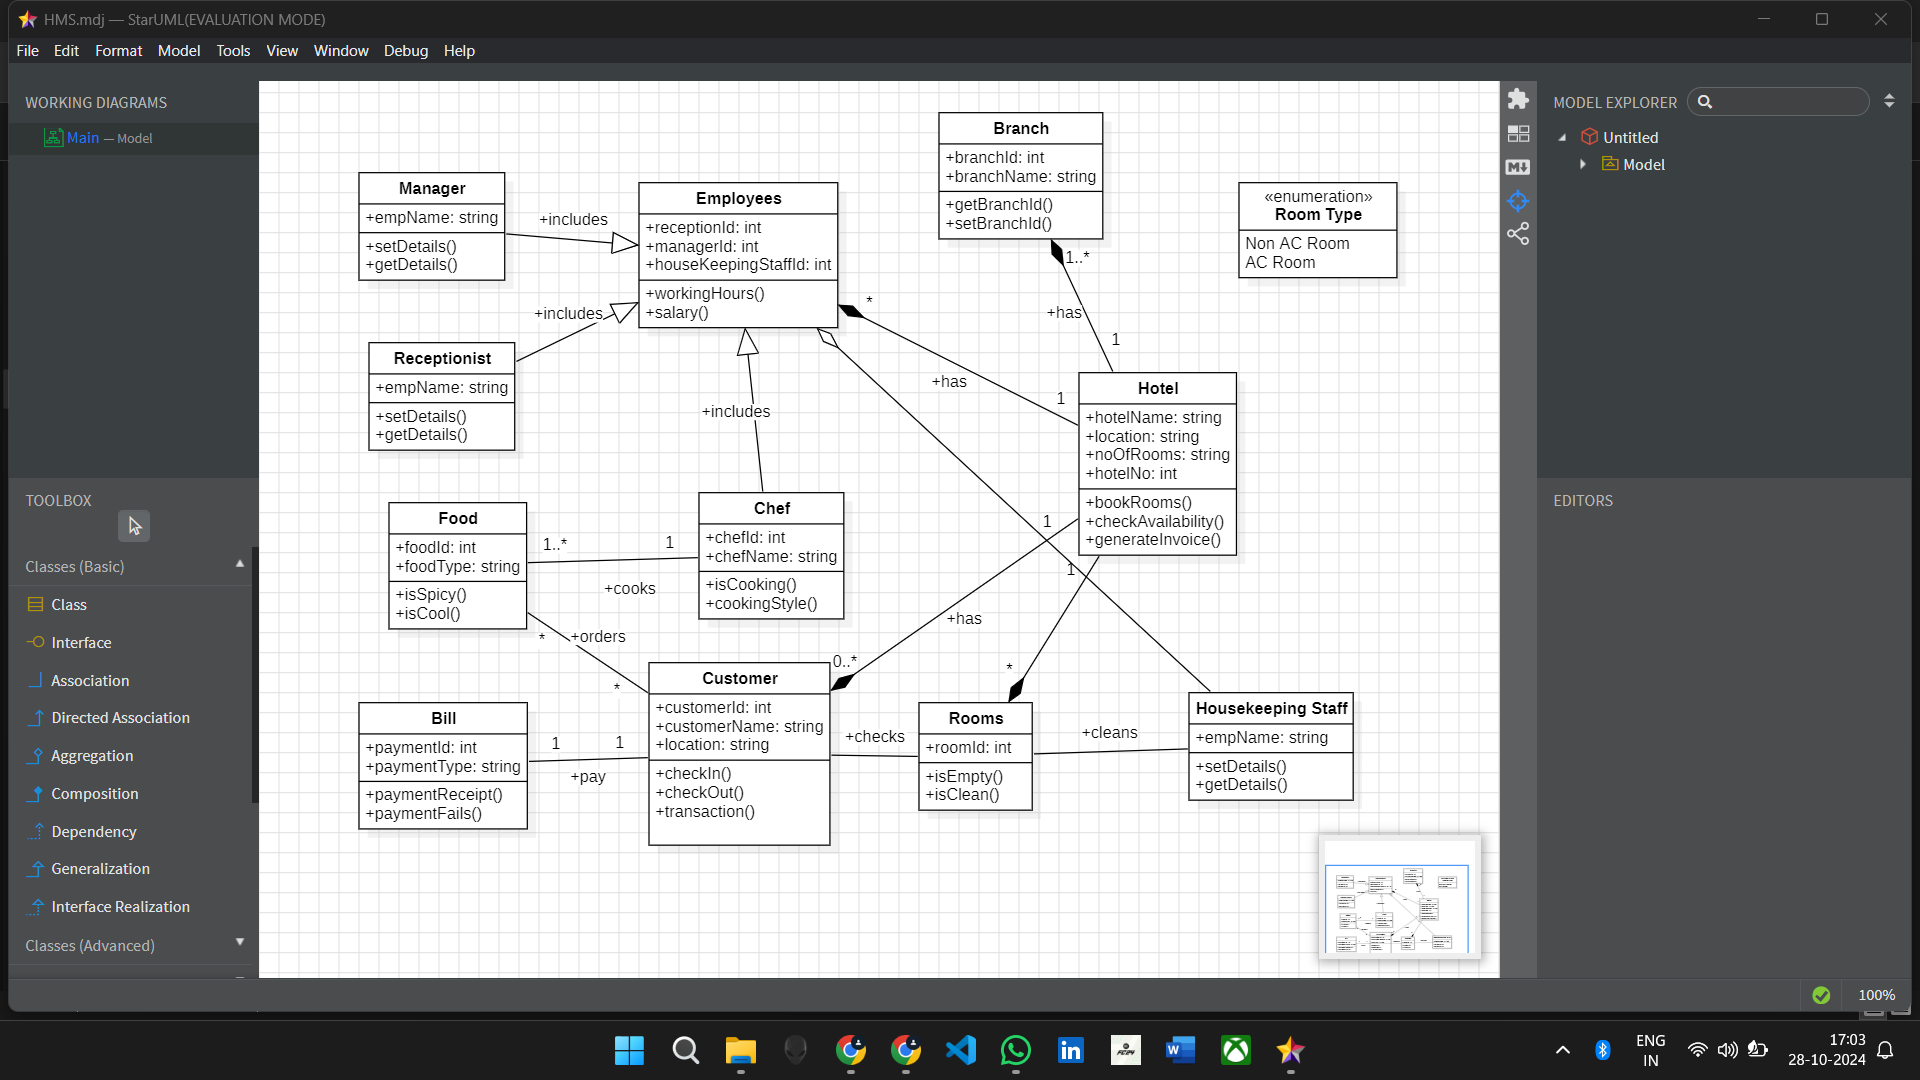 HMS.mdj — StarUML(EVALUATION MODE)
File Edit Format Model Tools View Window Debug Help
WORKING DIAGRAMS
Main — Model
TOOLBOX
Classes (Basic)
Class
Interface
Association
Directed Association
Aggregation
Composition
Dependency
Generalization
Interface Realization
Classes (Advanced)
Branch
+branchId: int
+branchName: string
+getBranchId()
+setBranchId()
Manager
+empName: string
+setDetails()
+getDetails()
+includes
Employees
+receptionId: int
+managerId: int
+houseKeepingStaffId: int
+workingHours()
+salary()
«enumeration»
Room Type
Non AC Room
AC Room
1..*
+has
1
*
+has
1
+includes
Receptionist
+empName: string
+setDetails()
+getDetails()
+includes
Hotel
+hotelName: string
+location: string
noOfRooms: string
+hotelNo: int
+bookRooms()
+checkAvailability()
+generateInvoice()
Food
+foodId: int
+foodType: string
+isSpicy()
+isCool()
1..*
1
+cooks
Chef
+chefId: int
+chefName: string
+isCooking()
+cookingStyle()
1
1
+has
0..*
*
*
+orders
*
Customer
+customerId: int
+customerName: string
+location: string
+checkIn()
+checkOut()
+transaction()
Bill
+paymentId: int
+paymentType: string
+paymentReceipt()
+paymentFails()
1
1
+pay
+checks
Rooms
+roomId: int
+isEmpty()
+isClean()
+cleans
Housekeeping Staff
+empName: string
+setDetails()
+getDetails()
MODEL EXPLORER
Untitled
Model
EDITORS
100%
FC24
ENG
IN
17:03
28-10-2024